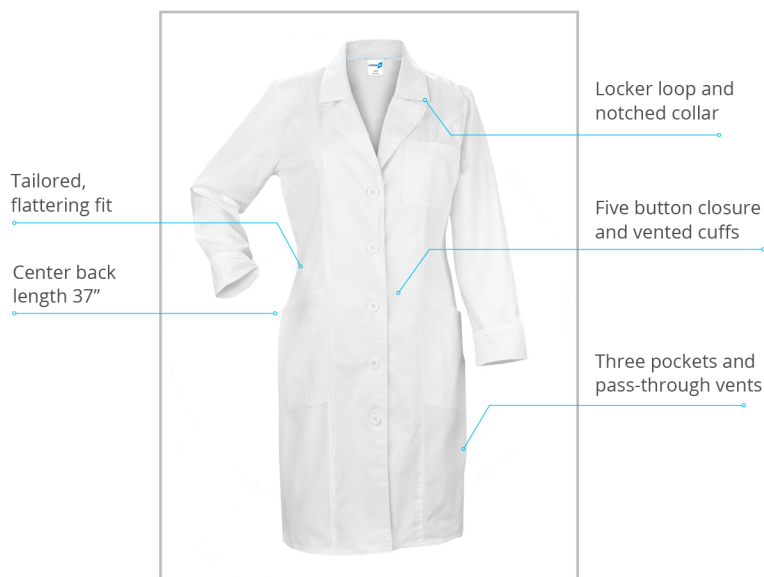 Locker loop and
notched collar
Tailored,
flattering fit
Five button closure
and vented cuffs
Center back
length 37”
Three pockets and
pass-through vents